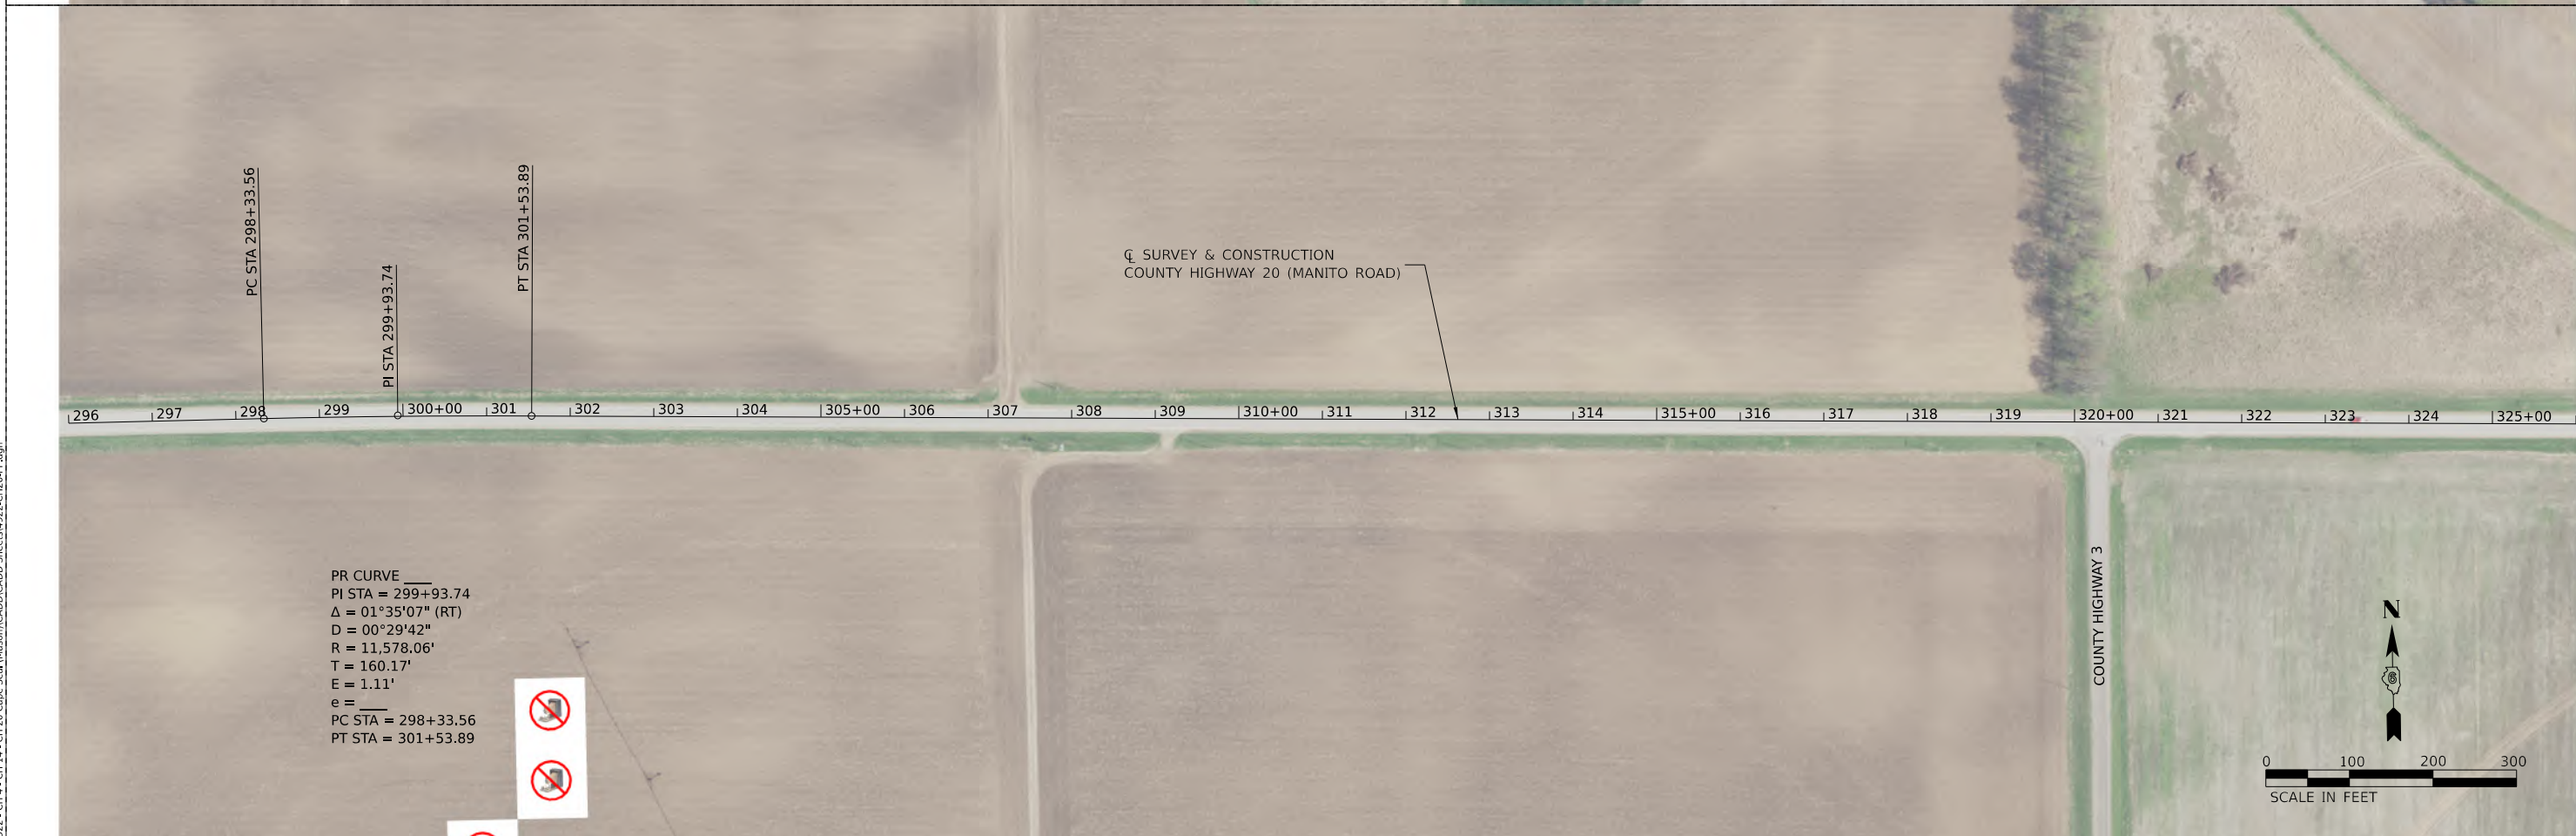 PC STA 298+33.56
PI STA 299+93.74
PT STA 301+53.89
℄ SURVEY & CONSTRUCTION
COUNTY HIGHWAY 20 (MANITO ROAD)
296 297 298 299 300+00 301 302 303 304 305+00 306 307 308 309 310+00 311 312 313 314 315+00 316 317 318 319 320+00 321 322 323 324 325+00
PR CURVE ___
PI STA = 299+93.74
Δ = 01°35'07" (RT)
D = 00°29'42"
R = 11,578.06'
T = 160.17'
E = 1.11'
e = ___
PC STA = 298+33.56
PT STA = 301+53.89
COUNTY HIGHWAY 3
N
6
0 100 200 300
SCALE IN FEET